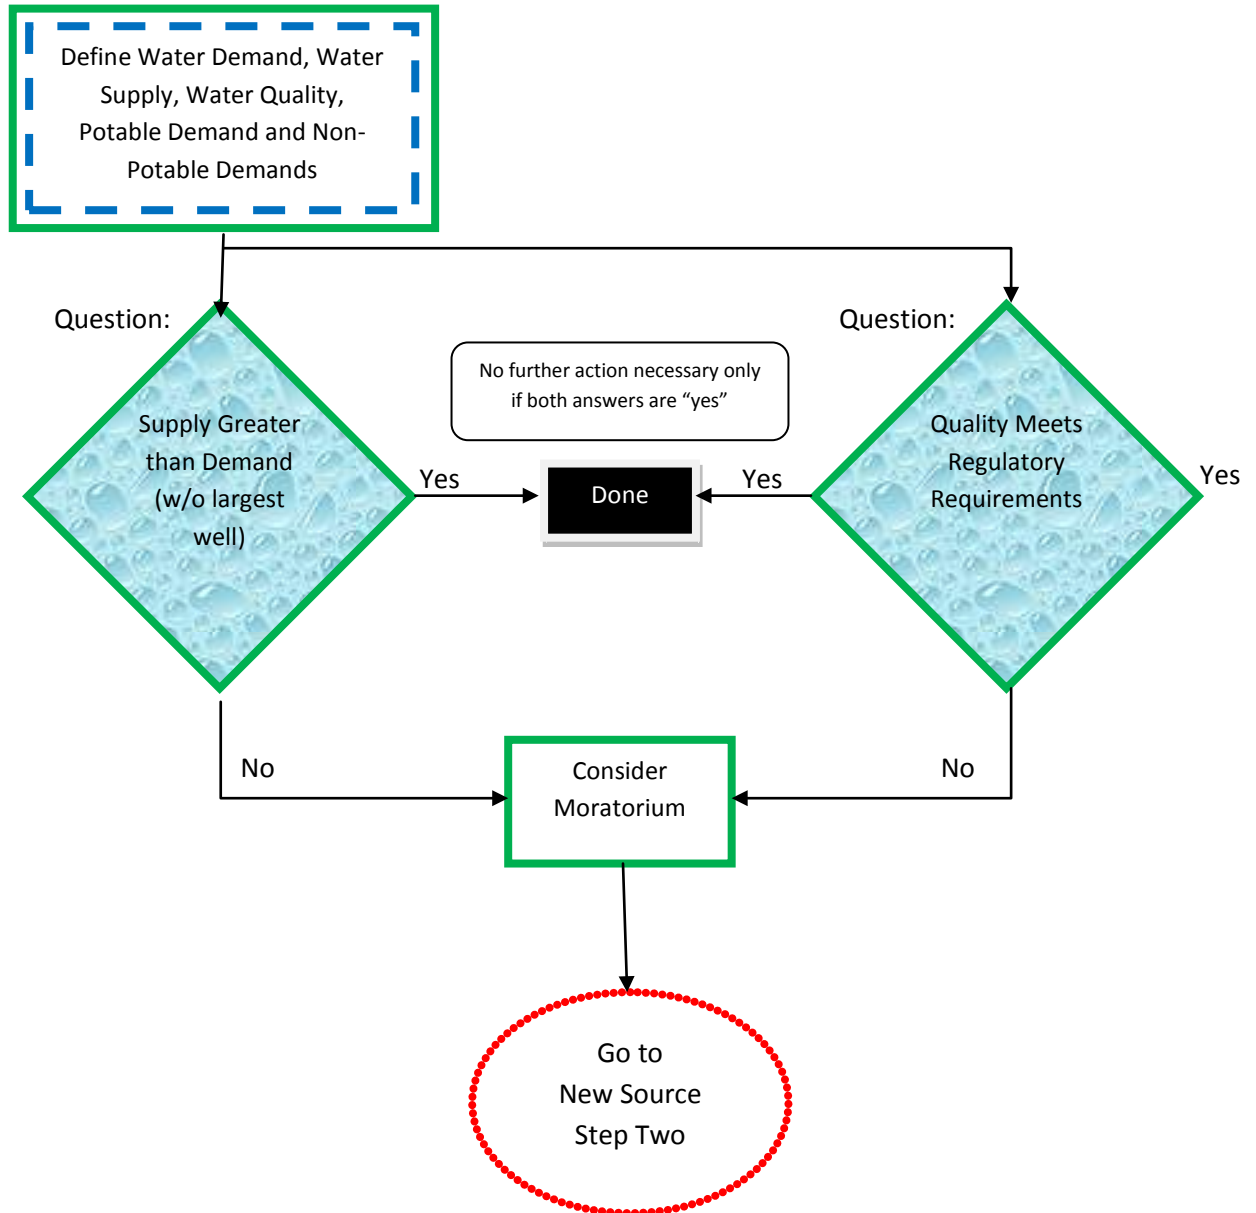 Define Water Demand, Water
Supply, Water Quality,
Potable Demand and Non-
Potable Demands
Question:
Question:
No further action necessary only
if both answers are “yes”
Supply Greater
than Demand
(w/o largest
well)
Yes
Done
Yes
Quality Meets
Regulatory
Requirements
Yes
No
Consider
Moratorium
No
Go to
New Source
Step Two